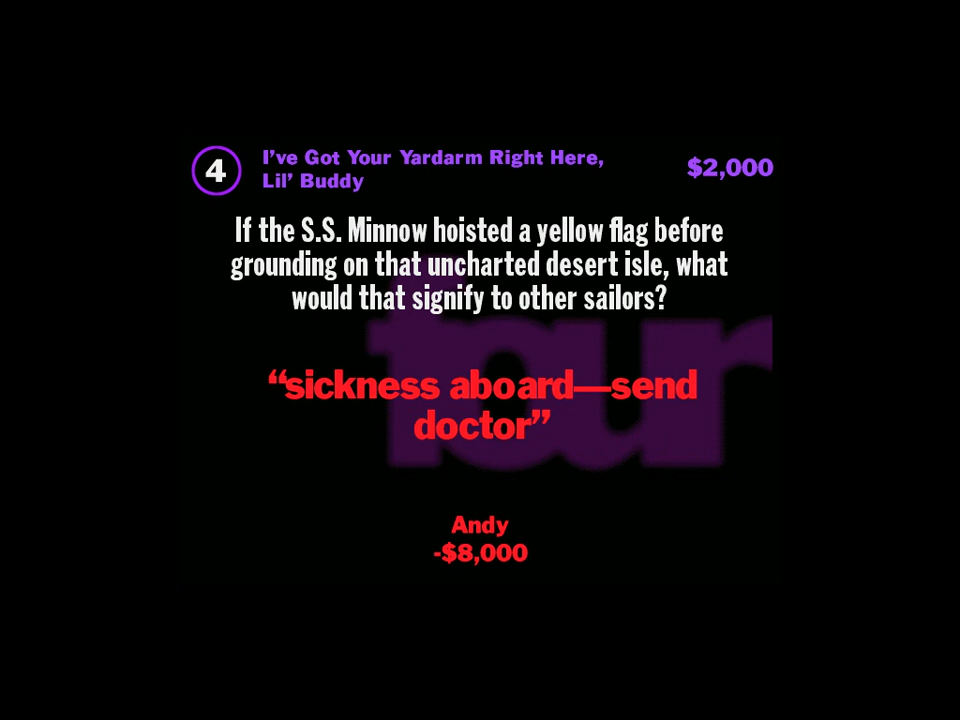 4
I've Got Your Yardarm Right Here,
Lil' Buddy
$2,000
If the S.S. Minnow hoisted a yellow flag before
grounding on that uncharted desert isle, what
would that signify to other sailors?
four
“sickness aboard—send
doctor”
Andy
-$8,000